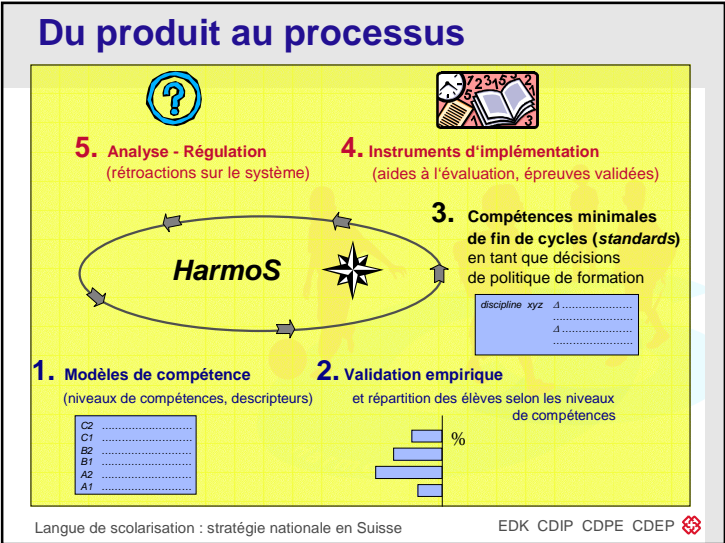 Du produit au processus
5. Analyse - Régulation
(rétroactions sur le système)
4. Instruments d'implémentation
(aides à l'évaluation, épreuves validées)
3. Compétences minimales
de fin de cycles (standards)
en tant que décisions
de politique de formation
discipline xyz Δ ......................
......................
Δ ......................
......................
HarmoS
1. Modèles de compétence
(niveaux de compétences, descripteurs)
C2 ............................
C1 ............................
B2 ............................
B1 ............................
A2 ............................
A1 ............................
2. Validation empirique
et répartition des élèves selon les niveaux
de compétences
%
Langue de scolarisation : stratégie nationale en Suisse
EDK CDIP CDPE CDEP